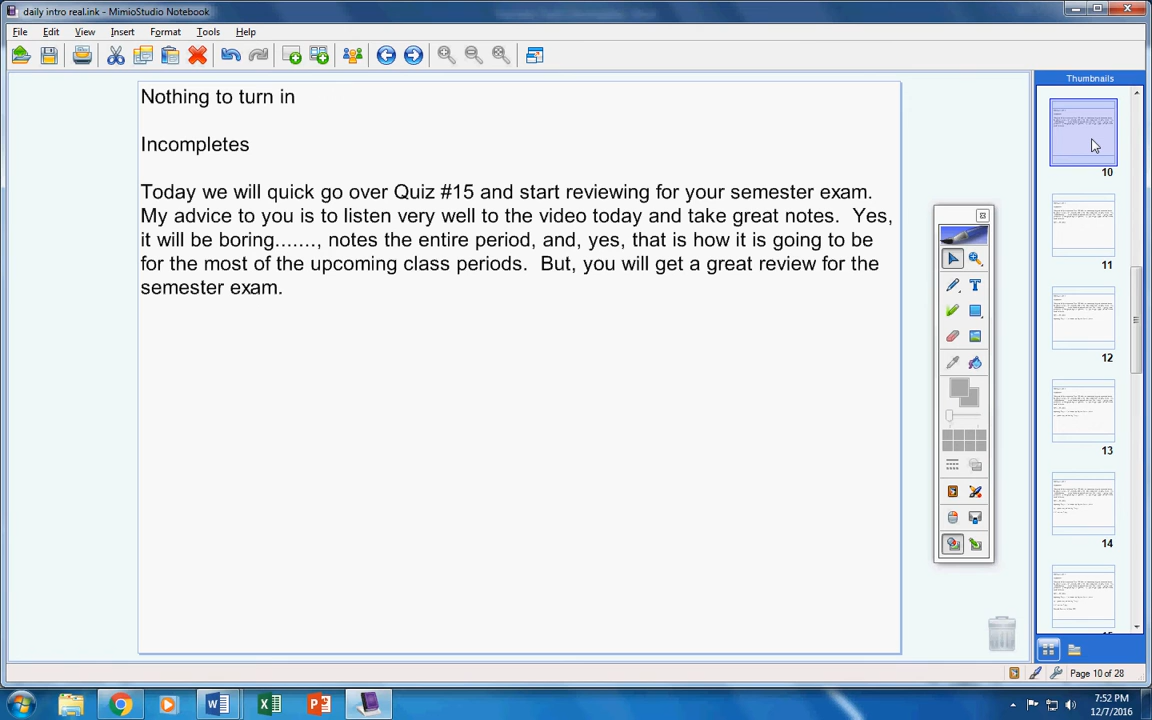 daily intro real.ink - MimioStudio Notebook
File Edit View Insert Format Tools Help
Thumbnails
Nothing to turn in
Incompletes
Today we will quick go over Quiz #15 and start reviewing for your semester exam.
My advice to you is to listen very well to the video today and take great notes.  Yes,
it will be boring......., notes the entire period, and, yes, that is how it is going to be
for the most of the upcoming class periods.  But, you will get a great review for the
semester exam.
10
11
12
13
14
Page 10 of 28
7:52 PM
12/7/2016